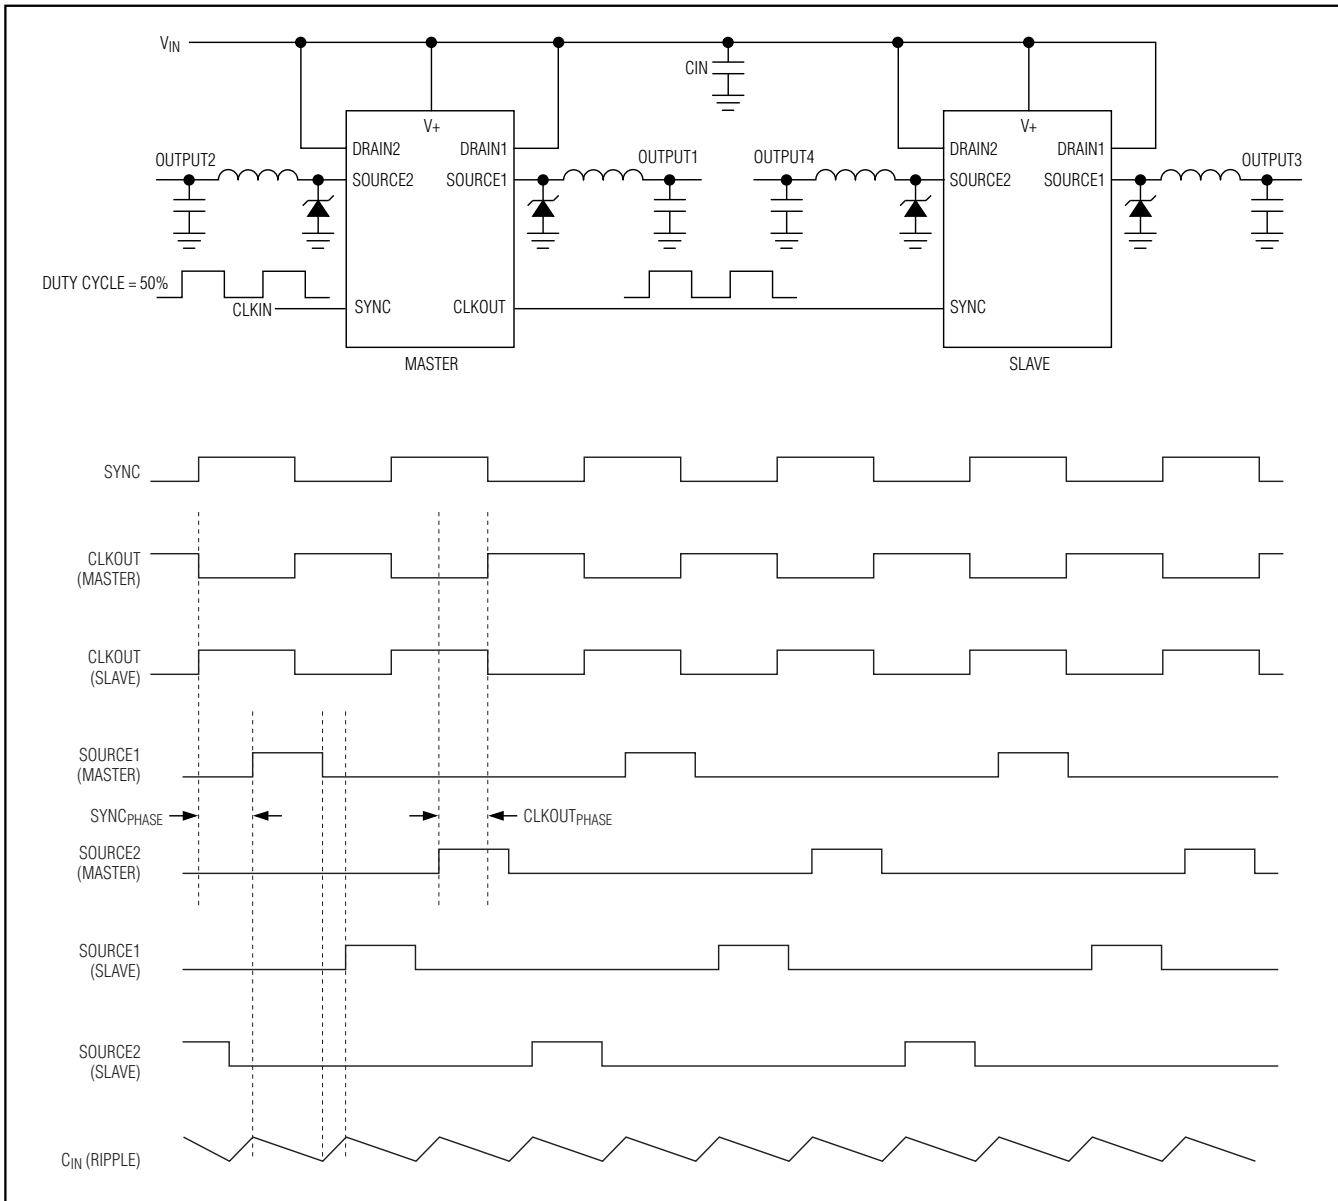 V_IN
CIN
V+
V+
DRAIN2
DRAIN1
DRAIN2
DRAIN1
OUTPUT2
OUTPUT1
OUTPUT4
OUTPUT3
SOURCE2
SOURCE1
SOURCE2
SOURCE1
DUTY CYCLE = 50%
CLKIN
SYNC
CLKOUT
SYNC
MASTER
SLAVE
SYNC
CLKOUT
(MASTER)
CLKOUT
(SLAVE)
SOURCE1
(MASTER)
SYNC_PHASE
CLKOUT_PHASE
SOURCE2
(MASTER)
SOURCE1
(SLAVE)
SOURCE2
(SLAVE)
C_IN (RIPPLE)